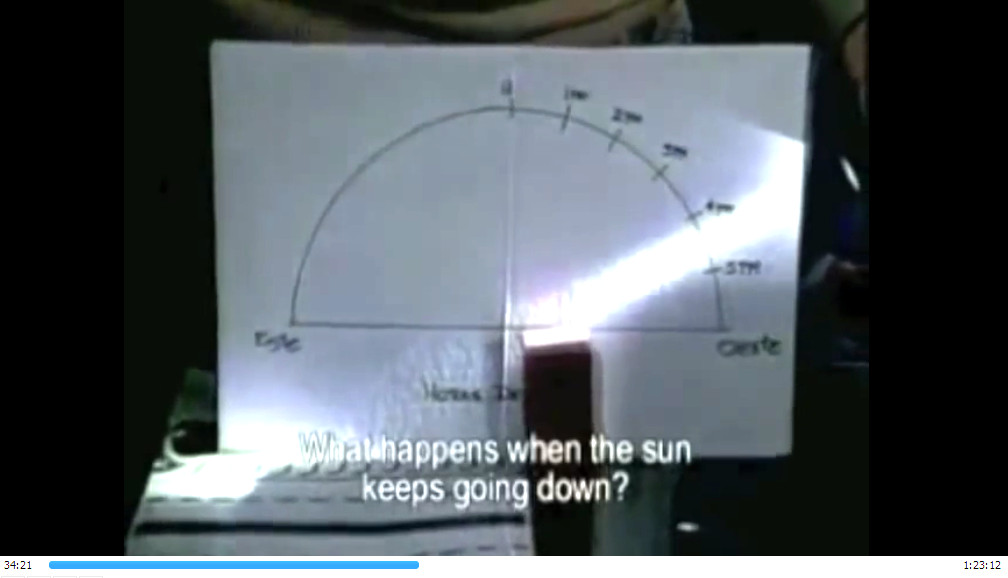 1PM
2PM
3PM
4PM
5PM
Este
Oeste
Horas
What happens when the sun
keeps going down?
34:21
1:23:12